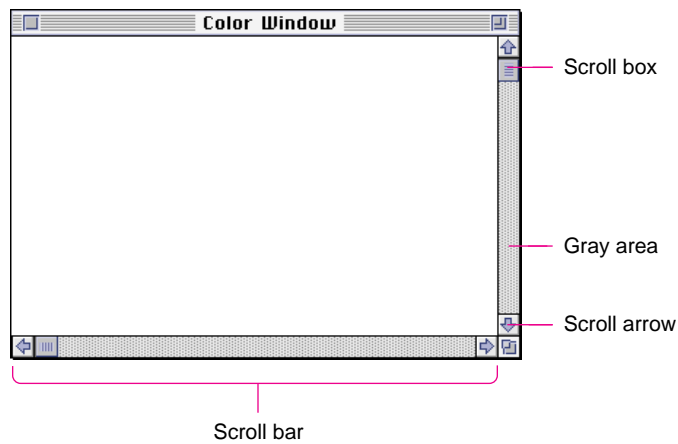 Color Window
Scroll box
Gray area
Scroll arrow
Scroll bar